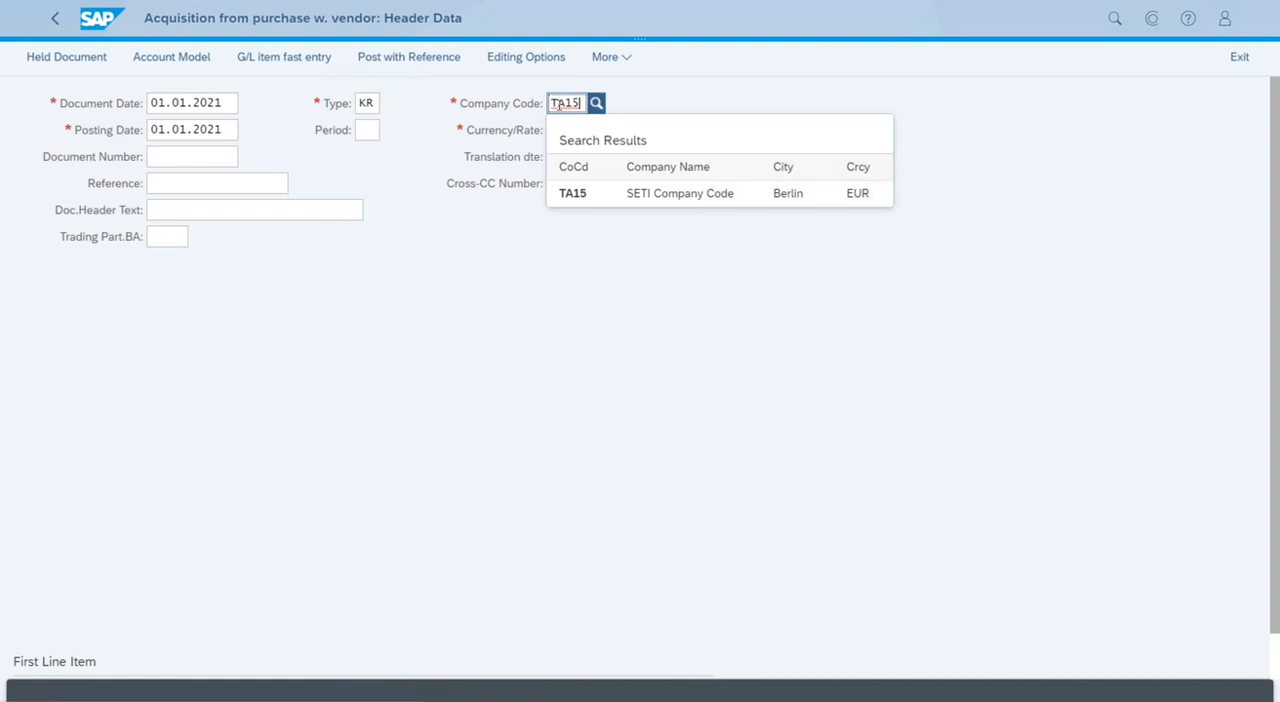 SAP Acquisition from purchase w. vendor: Header Data
Held Document Account Model G/L item fast entry Post with Reference Editing Options More Exit
* Document Date: 01.01.2021 * Type: KR * Company Code: TA15
* Posting Date: 01.01.2021 Period: * Currency/Rate:
Document Number: Translation dte:
Reference: Cross-CC Number:
Doc.Header Text:
Trading Part.BA:
Search Results
CoCd Company Name City Crcy
TA15 SETI Company Code Berlin EUR
First Line Item